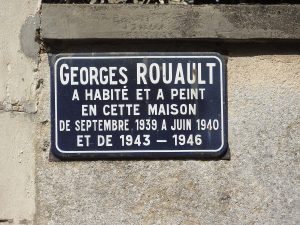 GEORGES ROUAULT
A HABITÉ ET A PEINT
EN CETTE MAISON
DE SEPTEMBRE 1939 A JUIN 1940
ET DE 1943 – 1946